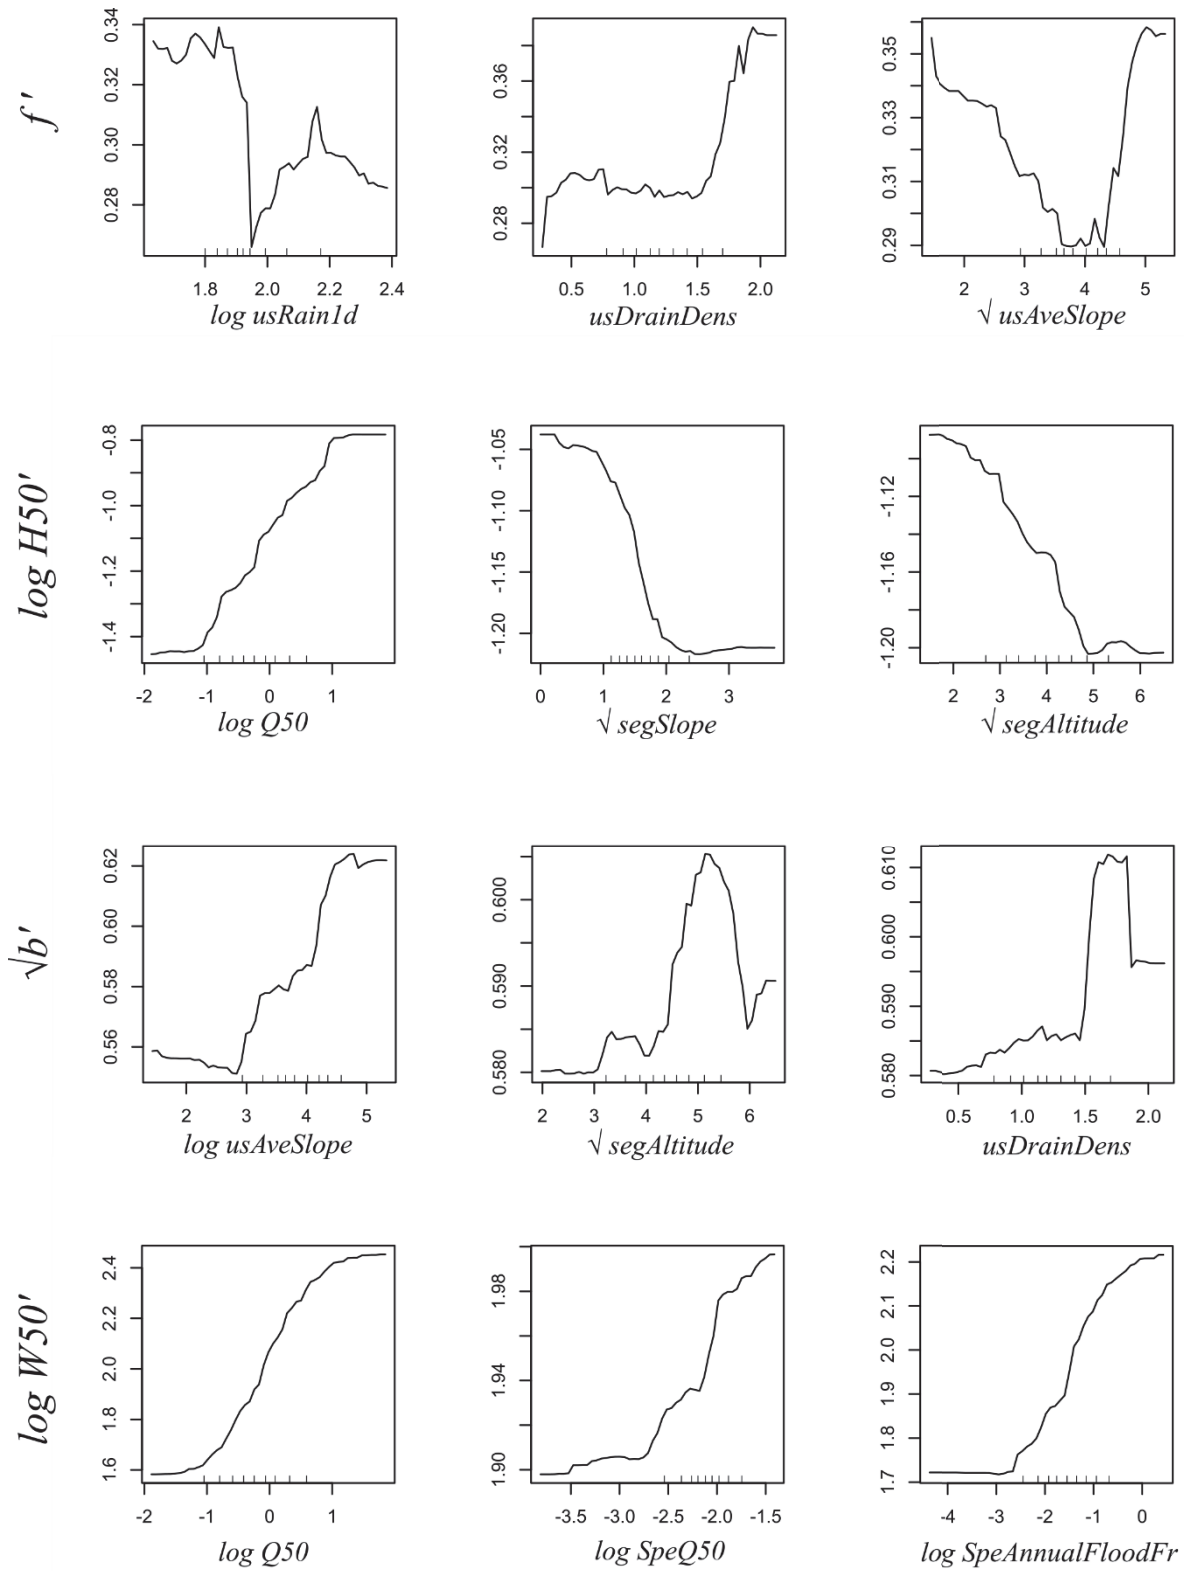 f'
0.34
0.32
0.30
0.28
1.8 2.0 2.2 2.4
log usRain1d
0.36
0.32
0.28
0.5 1.0 1.5 2.0
usDrainDens
0.35
0.33
0.31
0.29
2 3 4 5
√ usAveSlope
log H50'
-0.8
-1.0
-1.2
-1.4
-2 -1 0 1
log Q50
-1.05
-1.10
-1.15
-1.20
0 1 2 3
√ segSlope
-1.12
-1.16
-1.20
2 3 4 5 6
√ segAltitude
√b'
0.62
0.60
0.58
0.56
2 3 4 5
log usAveSlope
0.600
0.590
0.580
2 3 4 5 6
√ segAltitude
0.610
0.600
0.590
0.580
0.5 1.0 1.5 2.0
usDrainDens
log W50'
2.4
2.2
2.0
1.8
1.6
-2 -1 0 1
log Q50
1.98
1.94
1.90
-3.5 -3.0 -2.5 -2.0 -1.5
log SpeQ50
2.2
2.1
2.0
1.9
1.8
1.7
-4 -3 -2 -1 0
log SpeAnnualFloodFr